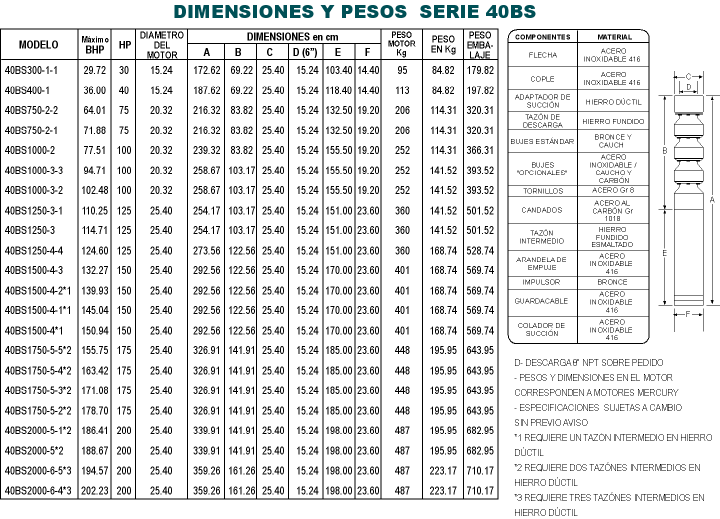 DIMENSIONES Y PESOS SERIE 40BS
MODELO Máximo BHP HP DIAMETRO DEL MOTOR DIMENSIONES en cm PESO MOTOR Kg PESO EN Kg PESO EMBA- LAJE
A B C D (6") E F
40BS300-1-1 29.72 30 15.24 172.62 69.22 25.40 15.24 103.40 14.40 95 84.82 179.82
40BS400-1 36.00 40 15.24 187.62 69.22 25.40 15.24 118.40 14.40 113 84.82 197.82
40BS750-2-2 64.01 75 20.32 216.32 83.82 25.40 15.24 132.50 19.20 206 114.31 320.31
40BS750-2-1 71.88 75 20.32 216.32 83.82 25.40 15.24 132.50 19.20 206 114.31 320.31
40BS1000-2 77.51 100 20.32 239.32 83.82 25.40 15.24 155.50 19.20 252 114.31 366.31
40BS1000-3-3 94.71 100 20.32 258.67 103.17 25.40 15.24 155.50 19.20 252 141.52 393.52
40BS1000-3-2 102.48 100 20.32 258.67 103.17 25.40 15.24 155.50 19.20 252 141.52 393.52
40BS1250-3-1 110.25 125 25.40 254.17 103.17 25.40 15.24 151.00 23.60 360 141.52 501.52
40BS1250-3 114.71 125 25.40 254.17 103.17 25.40 15.24 151.00 23.60 360 141.52 501.52
40BS1250-4-4 124.60 125 25.40 273.56 122.56 25.40 15.24 151.00 23.60 360 168.74 528.74
40BS1500-4-3 132.27 150 25.40 292.56 122.56 25.40 15.24 170.00 23.60 401 168.74 569.74
40BS1500-4-2*1 139.93 150 25.40 292.56 122.56 25.40 15.24 170.00 23.60 401 168.74 569.74
40BS1500-4-1*1 145.04 150 25.40 292.56 122.56 25.40 15.24 170.00 23.60 401 168.74 569.74
40BS1500-4*1 150.94 150 25.40 292.56 122.56 25.40 15.24 170.00 23.60 401 168.74 569.74
40BS1750-5-5*2 155.75 175 25.40 326.91 141.91 25.40 15.24 185.00 23.60 448 195.95 643.95
40BS1750-5-4*2 163.42 175 25.40 326.91 141.91 25.40 15.24 185.00 23.60 448 195.95 643.95
40BS1750-5-3*2 171.08 175 25.40 326.91 141.91 25.40 15.24 185.00 23.60 448 195.95 643.95
40BS1750-5-2*2 178.70 175 25.40 326.91 141.91 25.40 15.24 185.00 23.60 448 195.95 643.95
40BS2000-5-1*2 186.41 200 25.40 339.91 141.91 25.40 15.24 198.00 23.60 487 195.95 682.95
40BS2000-5*2 188.67 200 25.40 339.91 141.91 25.40 15.24 198.00 23.60 487 195.95 682.95
40BS2000-6-5*3 194.57 200 25.40 359.26 161.26 25.40 15.24 198.00 23.60 487 223.17 710.17
40BS2000-6-4*3 202.23 200 25.40 359.26 161.26 25.40 15.24 198.00 23.60 487 223.17 710.17
COMPONENTES MATERIAL
FLECHA ACERO INOXIDABLE 416
COPLE ACERO INOXIDABLE 416
ADAPTADOR DE SUCCIÓN HIERRO DÚCTIL
TAZÓN DE DESCARGA HIERRO FUNDIDO
BUJES ESTÁNDAR BRONCE Y CAUCH
BUJES "OPCIONALES" ACERO INOXIDABLE / CAUCHO Y CARBÓN
TORNILLOS ACERO Gr 8
CANDADOS ACERO AL CARBÓN Gr 1018
TAZÓN INTERMEDIO HIERRO FUNDIDO ESMALTADO
ARANDELA DE EMPUJE ACERO INOXIDABLE 416
IMPULSOR BRONCE
GUARDACABLE ACERO INOXIDABLE 416
COLADOR DE SUCCIÓN ACERO INOXIDABLE 416
C
D
B
A
E
F
D- DESCARGA 8" NPT SOBRE PEDIDO
- PESOS Y DIMENSIONES EN EL MOTOR
CORRESPONDEN A MOTORES MERCURY
- ESPECIFICACIONES SUJETAS A CAMBIO
SIN PREVIO AVISO
*1 REQUIERE UN TAZÓN INTERMEDIO EN HIERRO
DÚCTIL
*2 REQUIERE DOS TAZÓNES INTERMEDIOS EN
HIERRO DÚCTIL
*3 REQUIERE TRES TAZÓNES INTERMEDIOS EN
HIERRO DÚCTIL